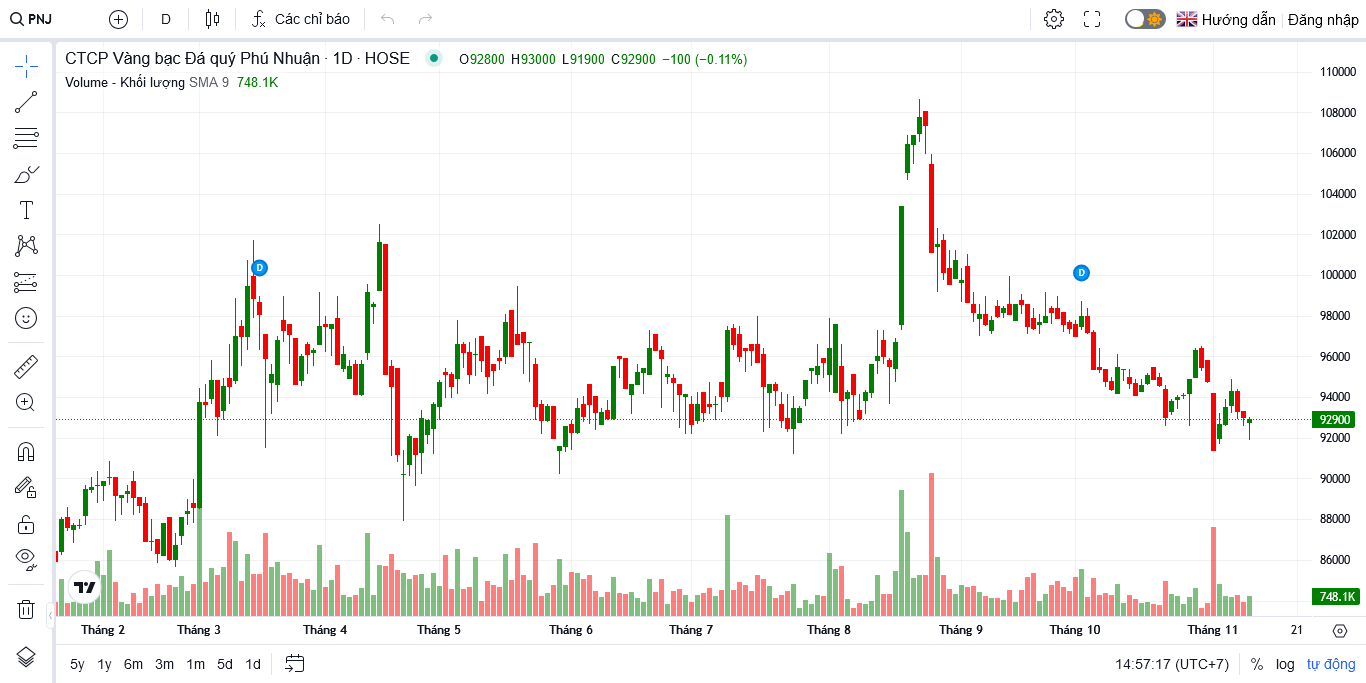 PNJ D Các chỉ báo Hướng dẫn Đăng nhập
CTCP Vàng bạc Đá quý Phú Nhuận · 1D · HOSE O92800 H93000 L91900 C92900 −100 (−0.11%)
Volume - Khối lượng SMA 9 748.1K
110000
108000
106000
104000
102000
100000
98000
96000
94000
92900
92000
90000
88000
86000
748.1K
D
D
Tháng 2 Tháng 3 Tháng 4 Tháng 5 Tháng 6 Tháng 7 Tháng 8 Tháng 9 Tháng 10 Tháng 11 21
5y 1y 6m 3m 1m 5d 1d 14:57:17 (UTC+7) % log tự động